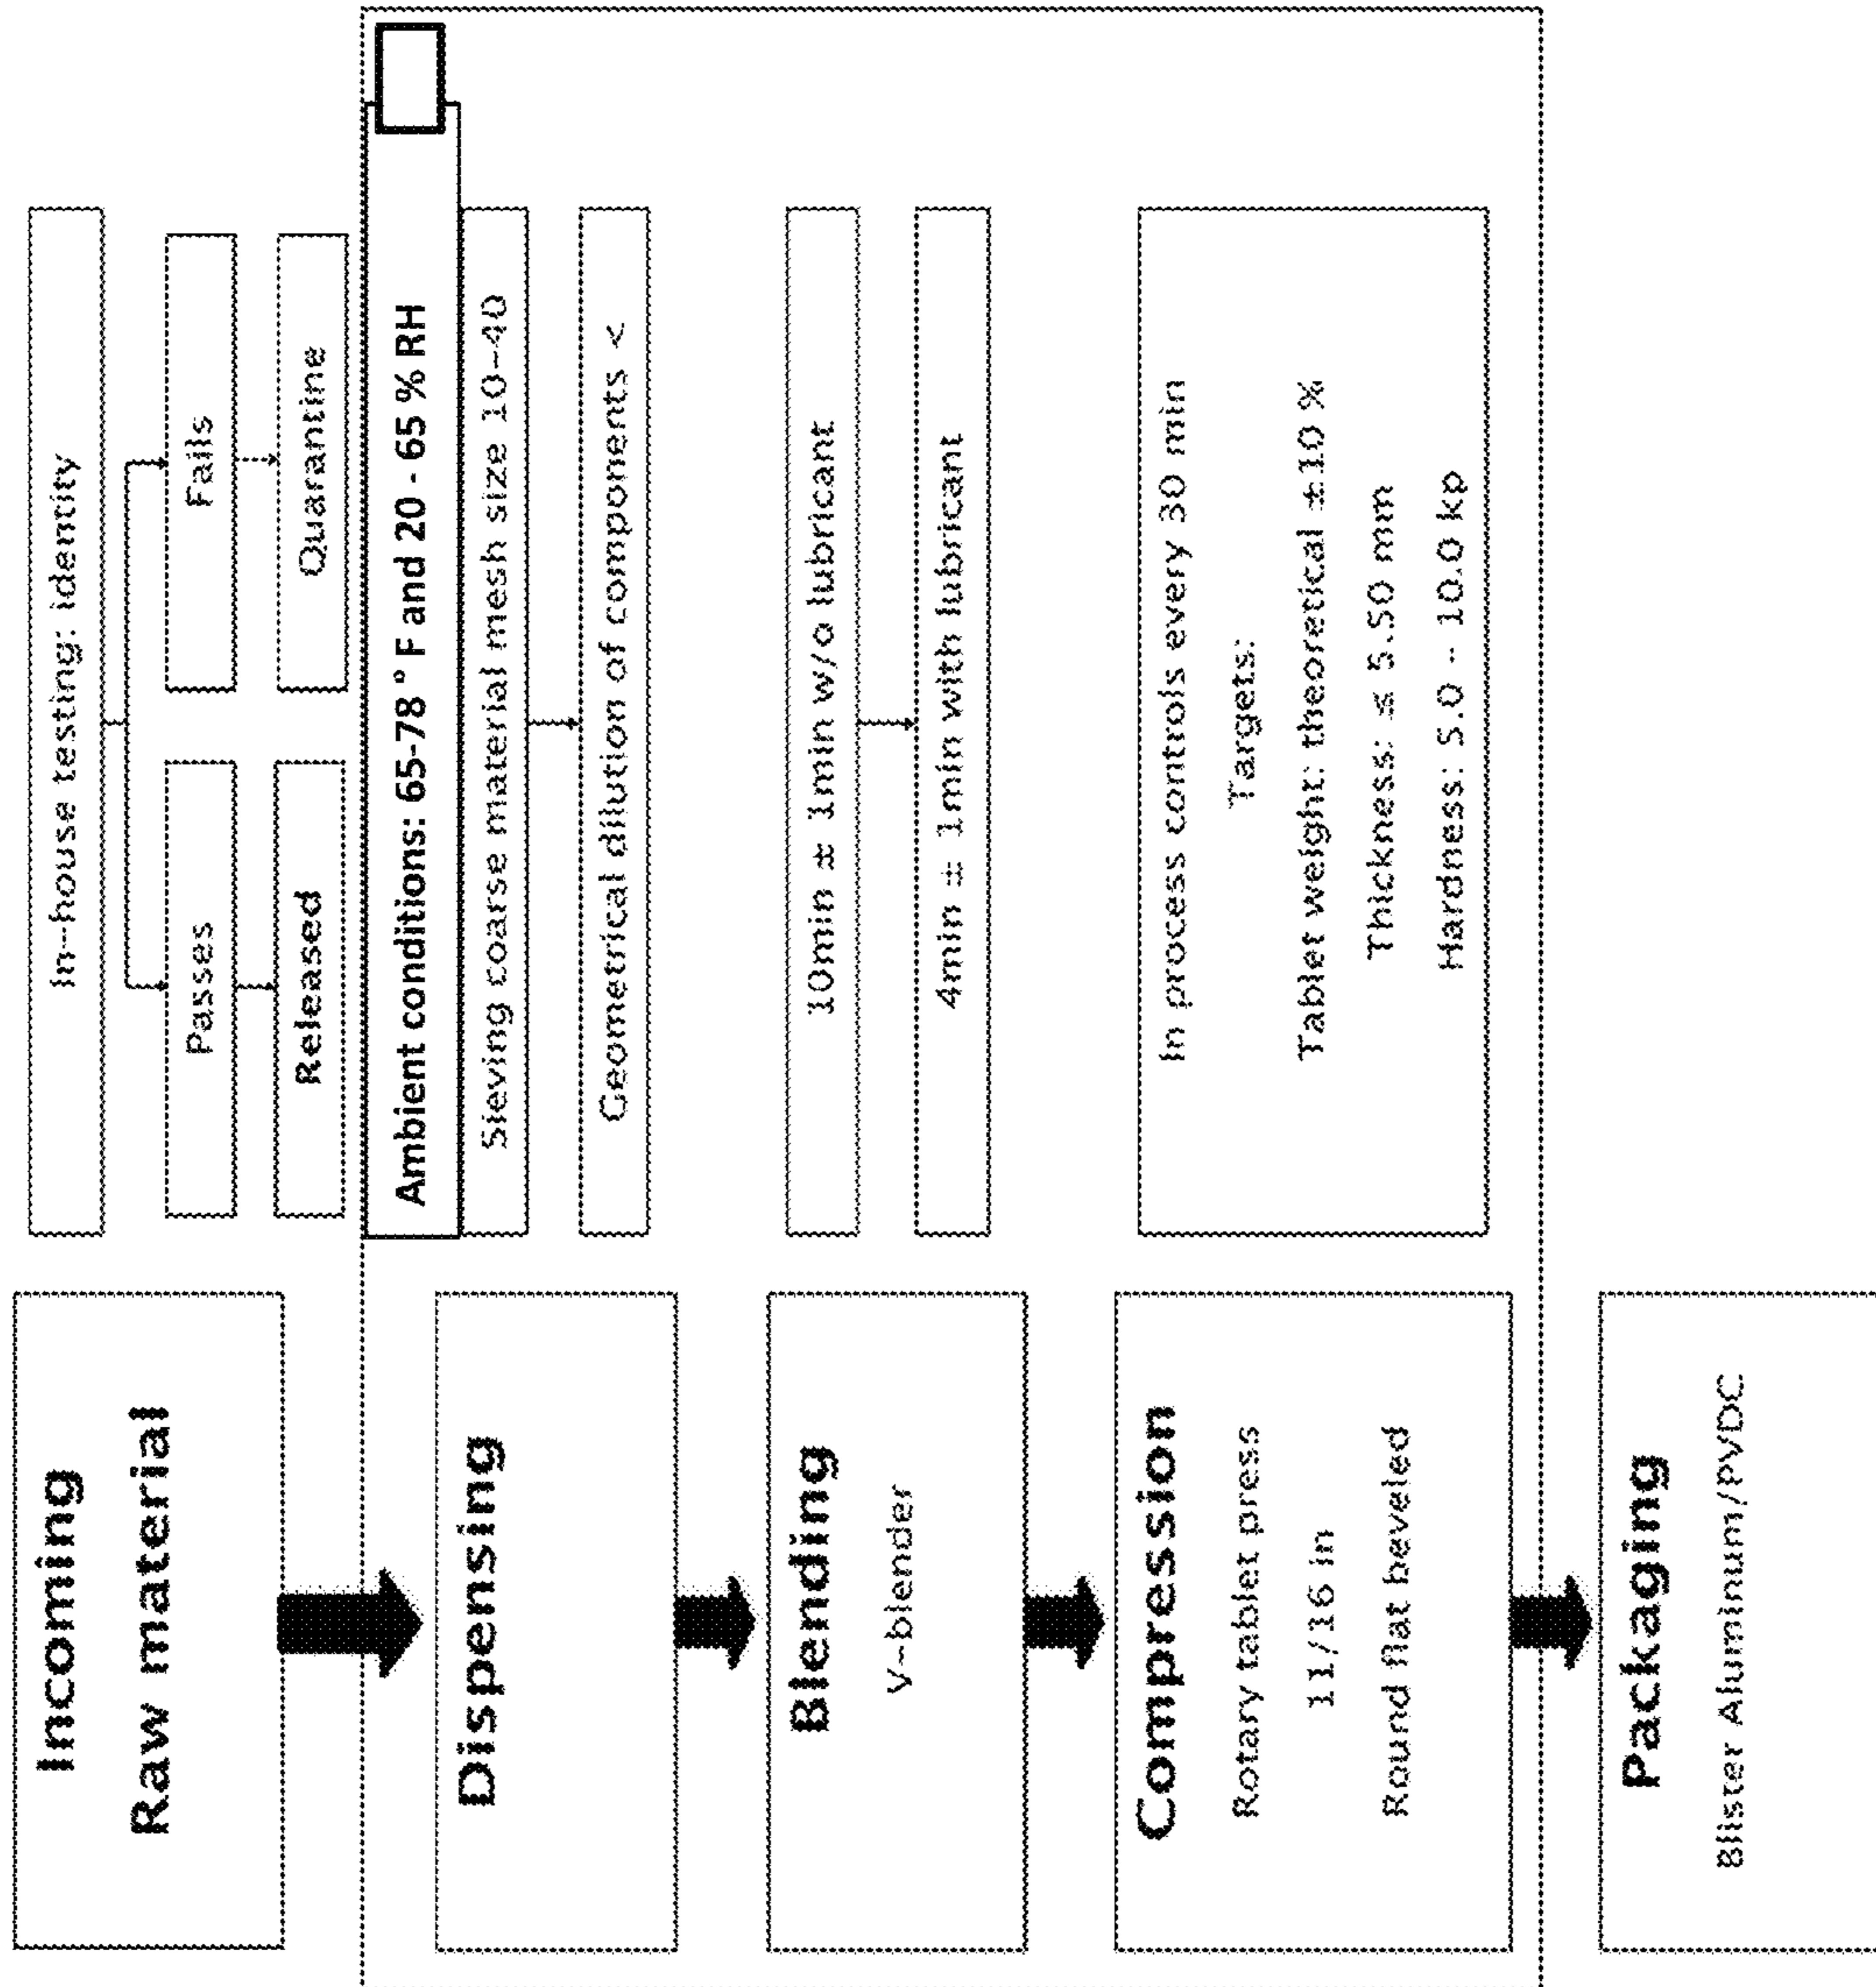 Incoming
Raw material
In-house testing: identity
Passes
Fails
Released
Quarantine
Ambient conditions: 65-78 ° F and 20 - 65 % RH
Dispensing
Sieving coarse material mesh size 10-40
Geometrical dilution of components <
Blending
V-blender
10min ± 1min w/o lubricant
4min ± 1min with lubricant
Compression
Rotary tablet press
11/16 in
Round flat beveled
In process controls every 30 min
Targets:
Tablet weight: theoretical ±10 %
Thickness: ≤ 5.50 mm
Hardness: 5.0 - 10.0 kp
Packaging
Blister Aluminum/PVDC